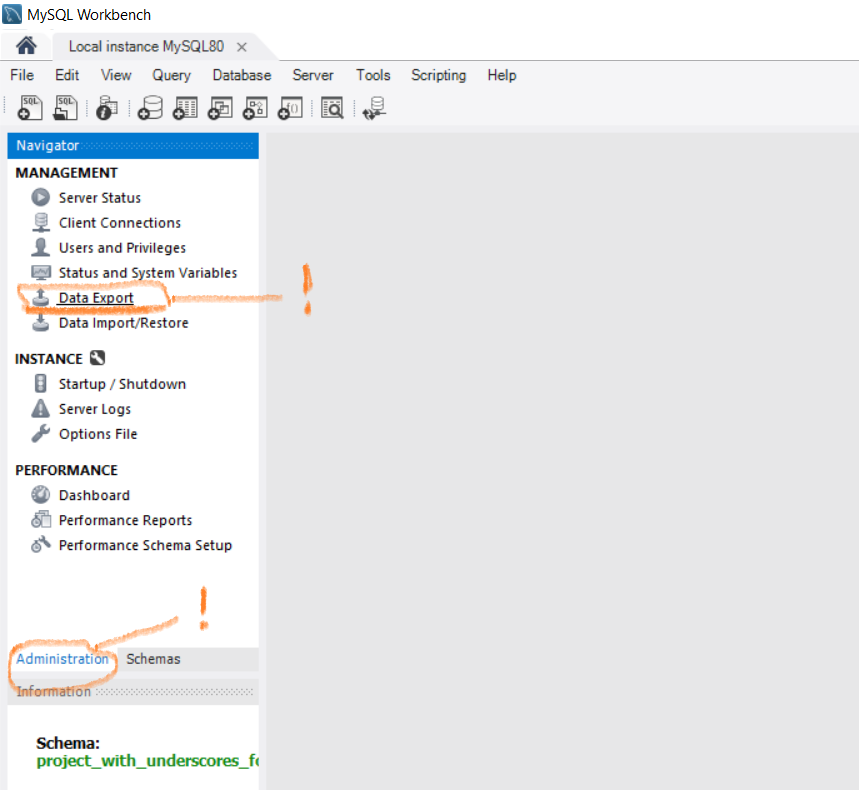 MySQL Workbench
Local instance MySQL80
File Edit View Query Database Server Tools Scripting Help
SQL SQL
Navigator
MANAGEMENT
Server Status
Client Connections
Users and Privileges
Status and System Variables
Data Export
!
Data Import/Restore
INSTANCE
Startup / Shutdown
Server Logs
Options File
PERFORMANCE
Dashboard
Performance Reports
Performance Schema Setup
!
Administration Schemas
Information
Schema:
project_with_underscores_fo